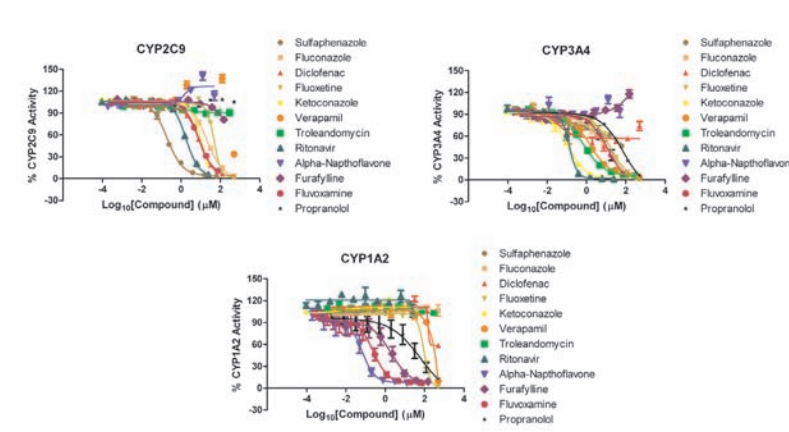 CYP2C9
150
120
90
60
30
0
-30
% CYP2C9 Activity
-4
-2
0
2
4
Log10[Compound] (μM)
Sulfaphenazole
Fluconazole
Diclofenac
Fluoxetine
Ketoconazole
Verapamil
Troleandomycin
Ritonavir
Alpha-Napthoflavone
Furafylline
Fluvoxamine
Propranolol
CYP3A4
150
120
90
60
30
0
-30
% CYP3A4 Activity
-4
-2
0
2
4
Log10[Compound] (μM)
Sulfaphenazole
Fluconazole
Diclofenac
Fluoxetine
Ketoconazole
Verapamil
Troleandomycin
Ritonavir
Alpha-Napthoflavon
Furafylline
Fluvoxamine
Propranolol
CYP1A2
150
120
90
60
30
0
-30
% CYP1A2 Activity
-4
-2
0
2
4
Log10[Compound] (μM)
Sulfaphenazole
Fluconazole
Diclofenac
Fluoxetine
Ketoconazole
Verapamil
Troleandomycin
Ritonavir
Alpha-Napthoflavone
Furafylline
Fluvoxamine
Propranolol